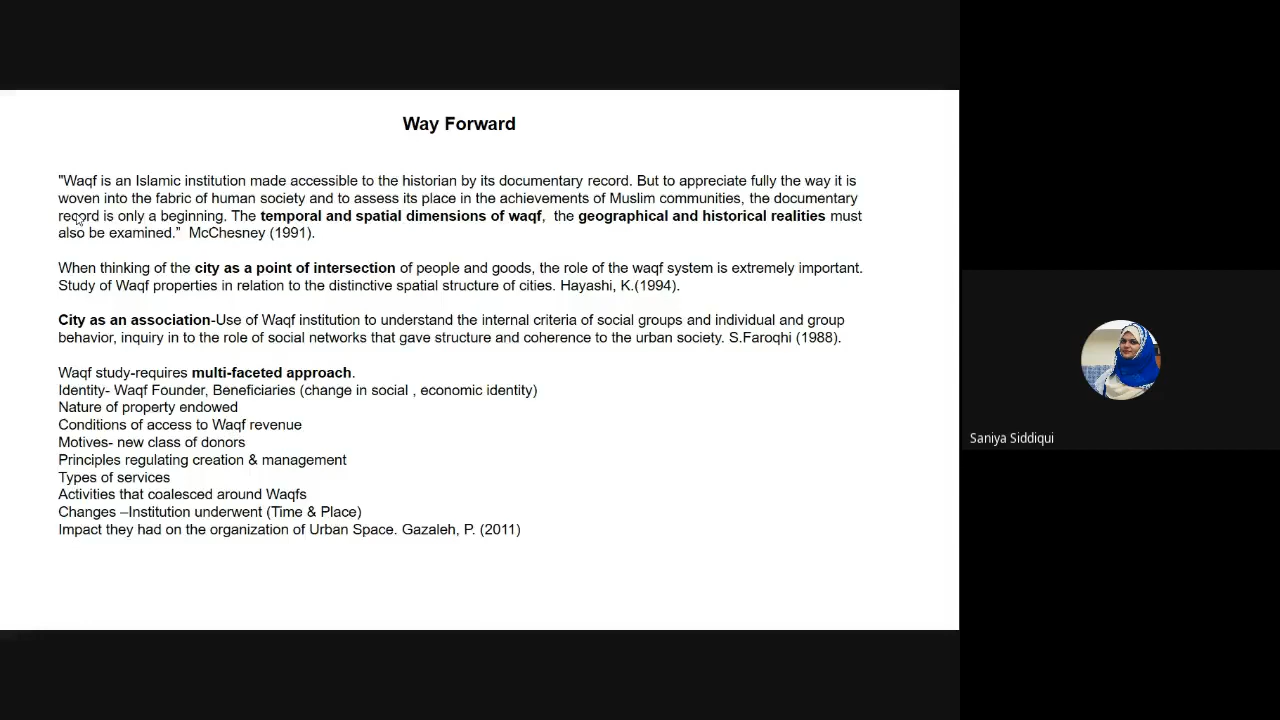 Way Forward
"Waqf is an Islamic institution made accessible to the historian by its documentary record. But to appreciate fully the way it is
woven into the fabric of human society and to assess its place in the achievements of Muslim communities, the documentary
record is only a beginning. The temporal and spatial dimensions of waqf, the geographical and historical realities must
also be examined." McChesney (1991).
When thinking of the city as a point of intersection of people and goods, the role of the waqf system is extremely important.
Study of Waqf properties in relation to the distinctive spatial structure of cities. Hayashi, K.(1994).
City as an association-Use of Waqf institution to understand the internal criteria of social groups and individual and group
behavior, inquiry in to the role of social networks that gave structure and coherence to the urban society. S.Faroqhi (1988).
Waqf study-requires multi-faceted approach.
Identity- Waqf Founder, Beneficiaries (change in social , economic identity)
Nature of property endowed
Conditions of access to Waqf revenue
Motives- new class of donors
Principles regulating creation & management
Types of services
Activities that coalesced around Waqfs
Changes –Institution underwent (Time & Place)
Impact they had on the organization of Urban Space. Gazaleh, P. (2011)
Saniya Siddiqui